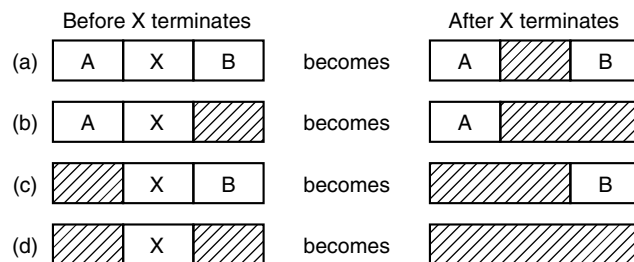 Before X terminates After X terminates
(a) A X B becomes A B
(b) A X becomes A
(c) X B becomes B
(d) X becomes